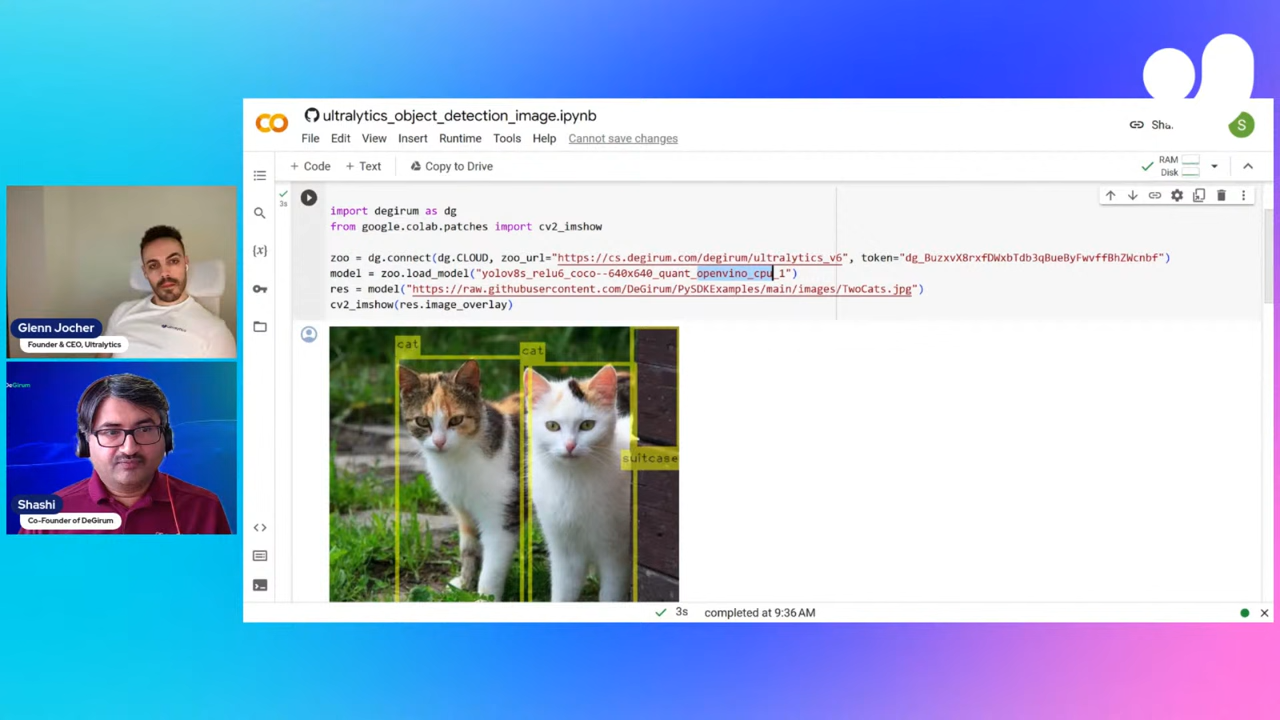 ultralytics_object_detection_image.ipynb
File Edit View Insert Runtime Tools Help Cannot save changes
Sha.
S
+ Code + Text Copy to Drive
RAM
Disk
3s
import degirum as dg
from google.colab.patches import cv2_imshow
zoo = dg.connect(dg.CLOUD, zoo_url="https://cs.degirum.com/degirum/ultralytics_v6", token="dg_BuzxvX8rxfDWxbTdb3qBueByFwvffBhZWcnbf")
model = zoo.load_model("yolov8s_relu6_coco--640x640_quant_openvino_cpu_1")
res = model("https://raw.githubusercontent.com/DeGirum/PySDKExamples/main/images/TwoCats.jpg")
cv2_imshow(res.image_overlay)
cat
cat
suitcase
3s completed at 9:36 AM
Glenn Jocher
Founder & CEO, Ultralytics
DeGirum
Shashi
Co-Founder of DeGirum